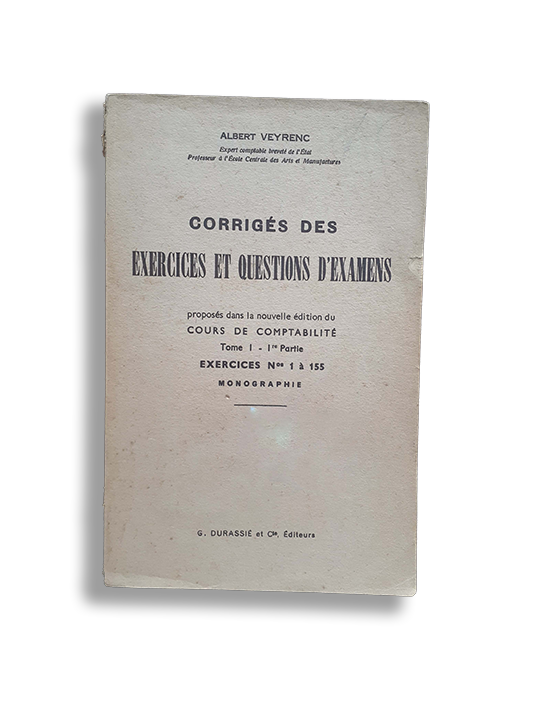 ALBERT VEYRENC
Expert comptable breveté de l'État
Professeur à l'École Centrale des Arts et Manufactures
CORRIGÉS DES
EXERCICES ET QUESTIONS D'EXAMENS
proposés dans la nouvelle édition du
COURS DE COMPTABILITÉ
Tome I - 1re Partie
EXERCICES Nos 1 à 155
MONOGRAPHIE
G. DURASSIÉ et Cie, Éditeurs